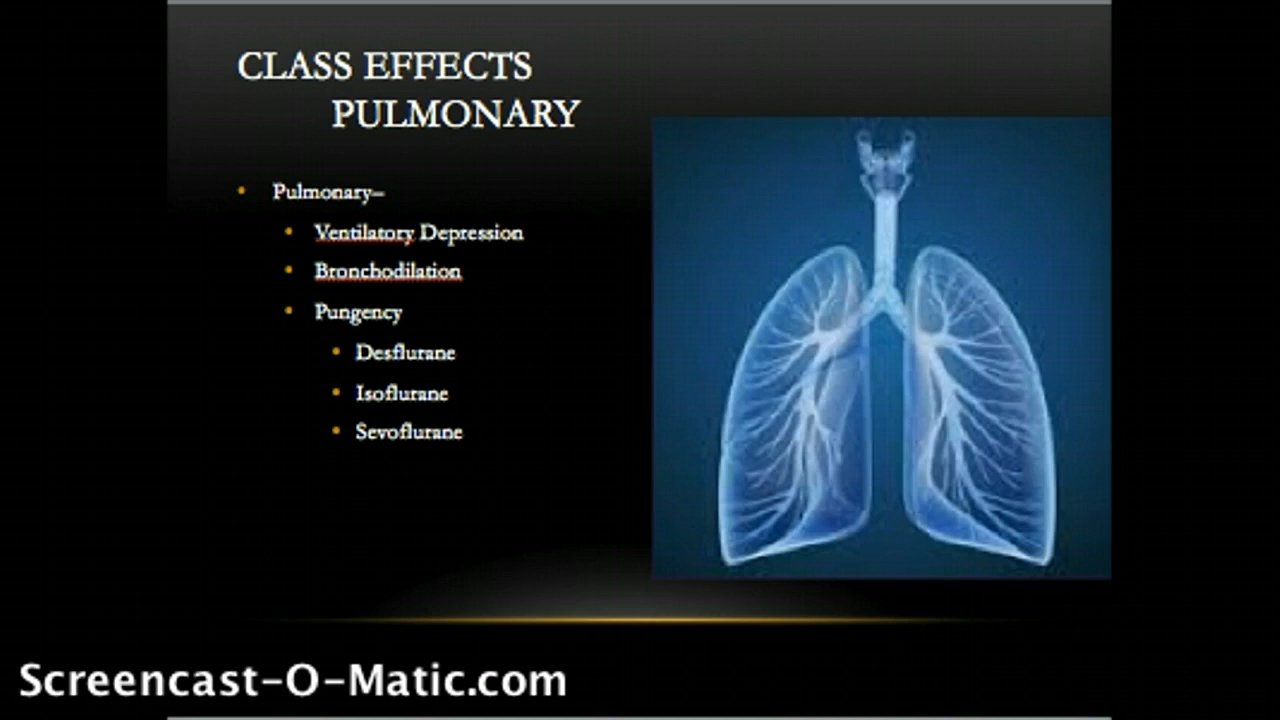 CLASS EFFECTS
PULMONARY
• Pulmonary–
• Ventilatory Depression
• Bronchodilation
• Pungency
• Desflurane
• Isoflurane
• Sevoflurane
Screencast-O-Matic.com